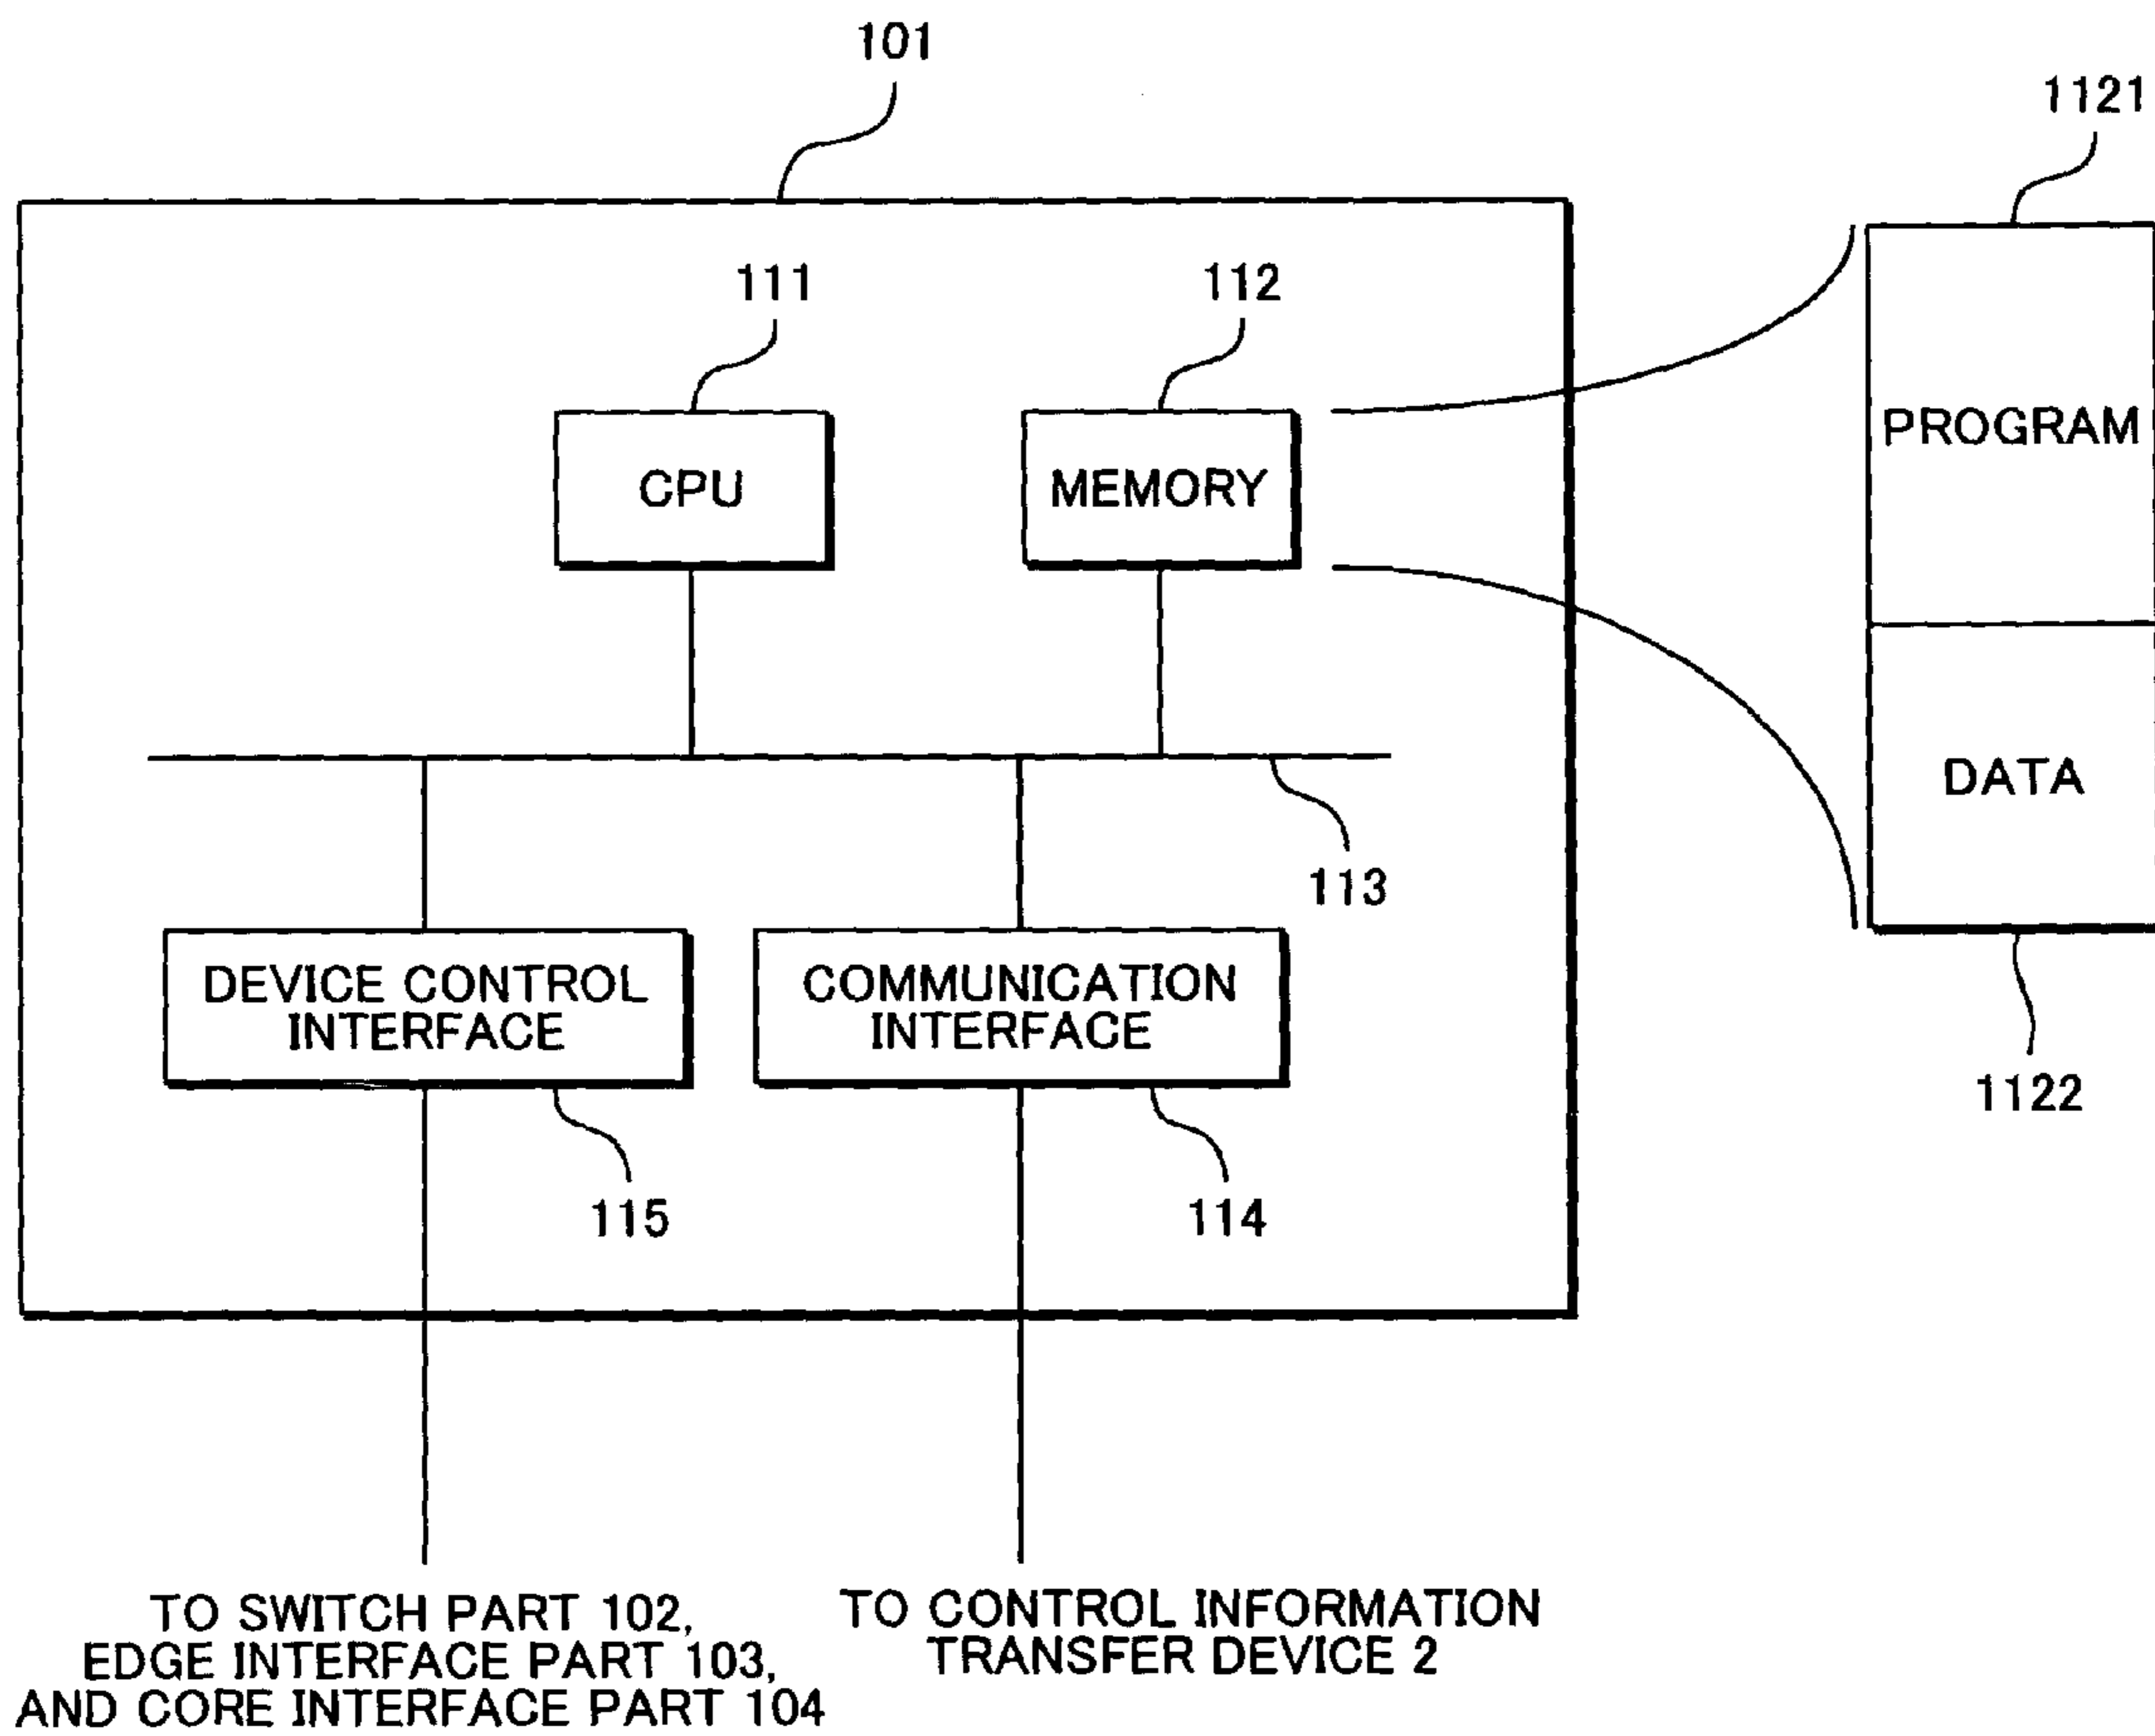 101
1121
111
112
CPU
MEMORY
PROGRAM
DATA
113
DEVICE CONTROL
INTERFACE
COMMUNICATION
INTERFACE
1122
115
114
TO SWITCH PART 102,
EDGE INTERFACE PART 103,
AND CORE INTERFACE PART 104
TO CONTROL INFORMATION
TRANSFER DEVICE 2